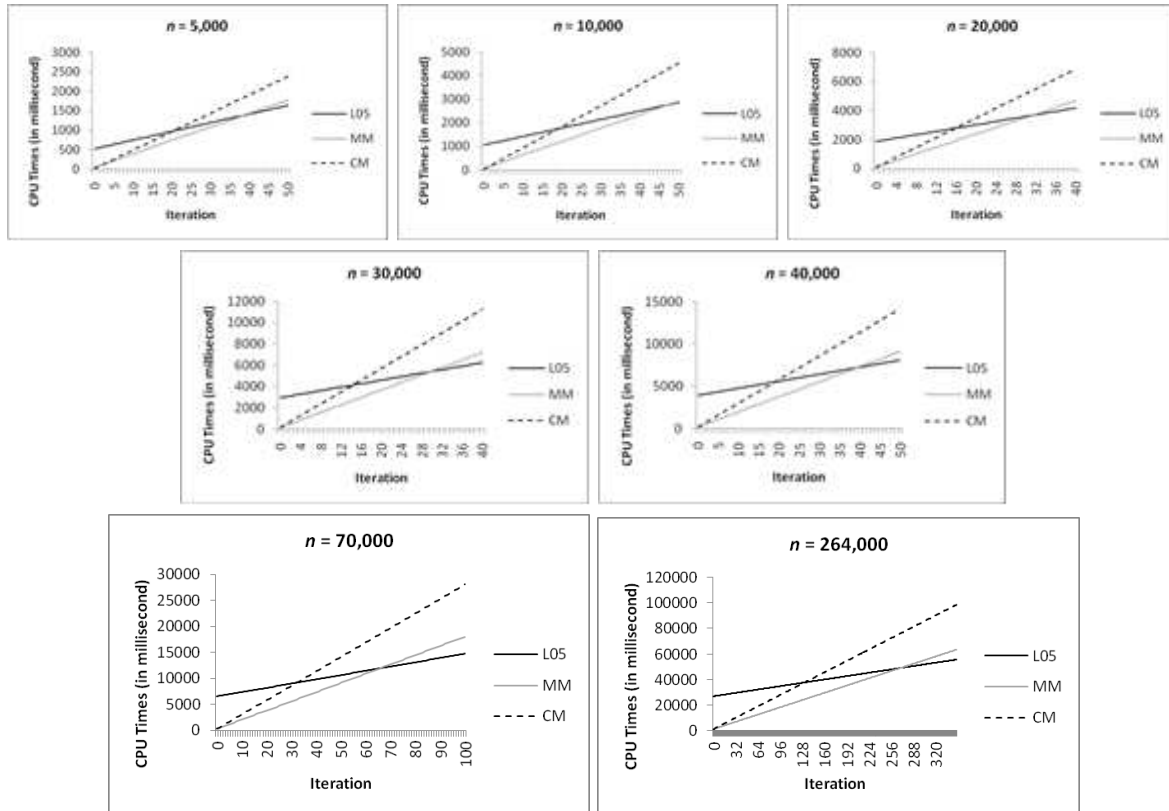 n = 5,000
CPU Times (in millisecond)
3000
2500
2000
1500
1000
500
0
0 5 10 15 20 25 30 35 40 45 50
Iteration
L05
MM
CM
n = 10,000
CPU Times (in millisecond)
5000
4000
3000
2000
1000
0
0 5 10 15 20 25 30 35 40 45 50
Iteration
L05
MM
CM
n = 20,000
CPU Times (in millisecond)
8000
6000
4000
2000
0
0 4 8 12 16 20 24 28 32 36 40
Iteration
L05
MM
CM
n = 30,000
CPU Times (in millisecond)
12000
10000
8000
6000
4000
2000
0
0 4 8 12 16 20 24 28 32 36 40
Iteration
L05
MM
CM
n = 40,000
CPU Times (in millisecond)
15000
10000
5000
0
0 5 10 15 20 25 30 35 40 45 50
Iteration
L05
MM
CM
n = 70,000
CPU Times (in millisecond)
30000
25000
20000
15000
10000
5000
0
0 10 20 30 40 50 60 70 80 90 100
Iteration
L05
MM
CM
n = 264,000
CPU Times (in millisecond)
120000
100000
80000
60000
40000
20000
0
0 32 64 96 128 160 192 224 256 288 320
Iteration
L05
MM
CM